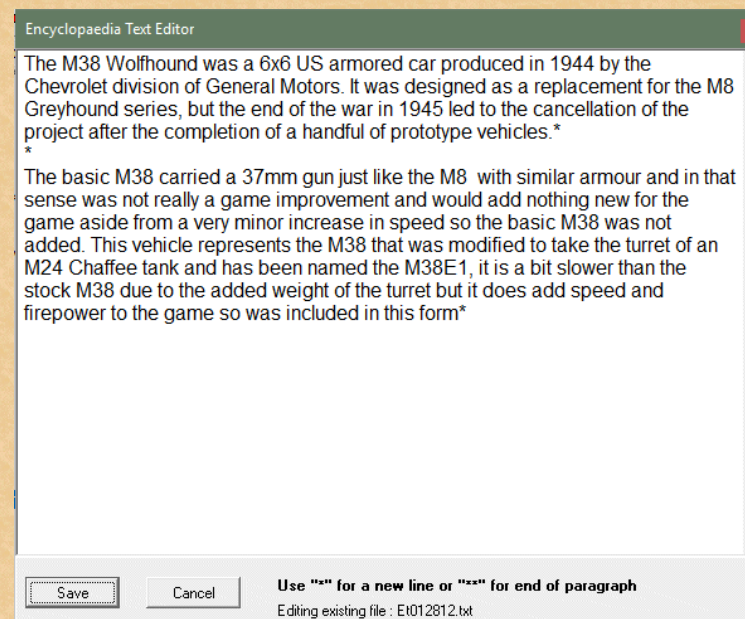 Encyclopaedia Text Editor
The M38 Wolfhound was a 6x6 US armored car produced in 1944 by the
Chevrolet division of General Motors. It was designed as a replacement for the M8
Greyhound series, but the end of the war in 1945 led to the cancellation of the
project after the completion of a handful of prototype vehicles.*
*
The basic M38 carried a 37mm gun just like the M8  with similar armour and in that
sense was not really a game improvement and would add nothing new for the
game aside from a very minor increase in speed so the basic M38 was not
added. This vehicle represents the M38 that was modified to take the turret of an
M24 Chaffee tank and has been named the M38E1, it is a bit slower than the
stock M38 due to the added weight of the turret but it does add speed and
firepower to the game so was included in this form*
Save
Cancel
Use "*" for a new line or "**" for end of paragraph
Editing existing file : Et012812.txt